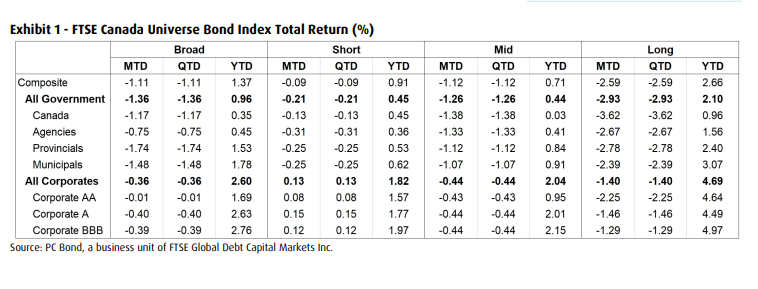 Exhibit 1 - FTSE Canada Universe Bond Index Total Return (%)
Broad Short Mid Long
MTD QTD YTD MTD QTD YTD MTD QTD YTD MTD QTD YTD
Composite -1.11 -1.11 1.37 -0.09 -0.09 0.91 -1.12 -1.12 0.71 -2.59 -2.59 2.66
All Government -1.36 -1.36 0.96 -0.21 -0.21 0.45 -1.26 -1.26 0.44 -2.93 -2.93 2.10
Canada -1.17 -1.17 0.35 -0.13 -0.13 0.45 -1.38 -1.38 0.03 -3.62 -3.62 0.96
Agencies -0.75 -0.75 0.45 -0.31 -0.31 0.36 -1.33 -1.33 0.41 -2.67 -2.67 1.56
Provincials -1.74 -1.74 1.53 -0.25 -0.25 0.53 -1.12 -1.12 0.84 -2.78 -2.78 2.40
Municipals -1.48 -1.48 1.78 -0.25 -0.25 0.62 -1.07 -1.07 0.91 -2.39 -2.39 3.07
All Corporates -0.36 -0.36 2.60 0.13 0.13 1.82 -0.44 -0.44 2.04 -1.40 -1.40 4.69
Corporate AA -0.01 -0.01 1.69 0.08 0.08 1.57 -0.43 -0.43 0.95 -2.25 -2.25 4.64
Corporate A -0.40 -0.40 2.63 0.15 0.15 1.77 -0.44 -0.44 2.01 -1.46 -1.46 4.49
Corporate BBB -0.39 -0.39 2.76 0.12 0.12 1.97 -0.44 -0.44 2.15 -1.29 -1.29 4.97
Source: PC Bond, a business unit of FTSE Global Debt Capital Markets Inc.